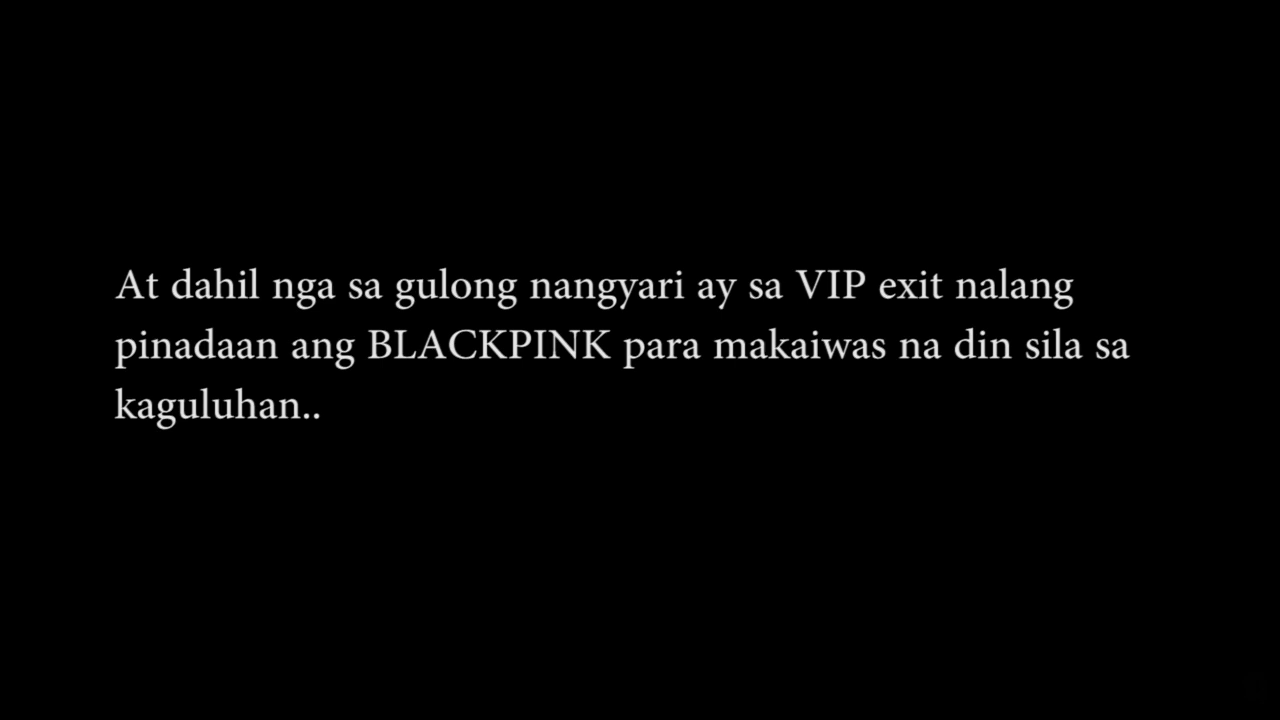 At dahil nga sa gulong nangyari ay sa VIP exit nalang
pinadaan ang BLACKPINK para makaiwas na din sila sa
kaguluhan..